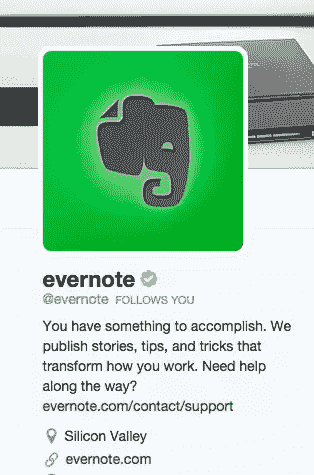 evernote
@evernote FOLLOWS YOU
You have something to accomplish. We
publish stories, tips, and tricks that
transform how you work. Need help
along the way?
evernote.com/contact/support
Silicon Valley
evernote.com